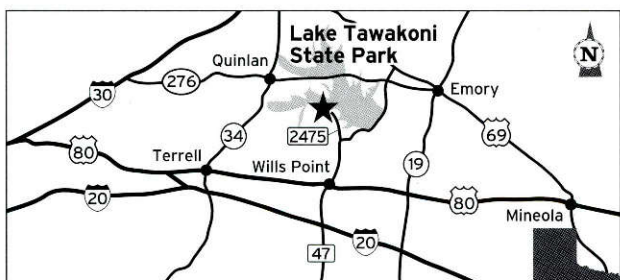 Lake Tawakoni
State Park
N
Quinlan
276
30
Emory
2475
34
69
80
Terrell
Wills Point
19
20
80
Mineola
47
20